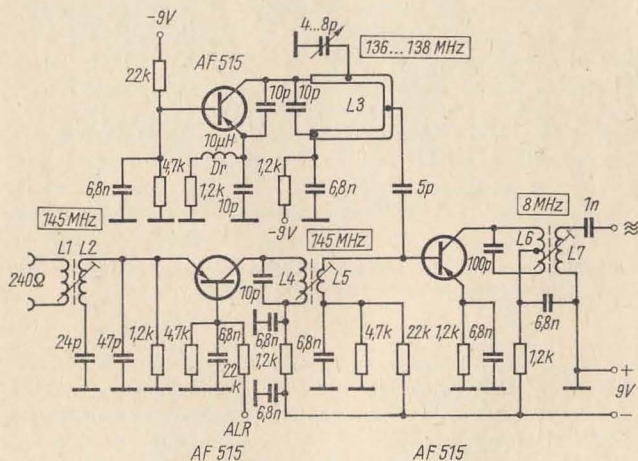 -9V
4...8p
136...138 MHz
AF 515
22k
10p
10p
L3
10µH
Dr
6,8n
4,7k
1,2k
10p
1,2k
6,8n
-9V
5p
145 MHz
L1
L2
240Ω
145 MHz
8 MHz
1n
≈
L4
L5
10p
100p
L6
L7
24p
47p
1,2k
4,7k
6,8n
22
k
6,8n
1,2k
6,8n
6,8n
4,7k
22k
1,2k
6,8n
6,8n
1,2k
+
9V
−
ALR
AF 515
AF 515